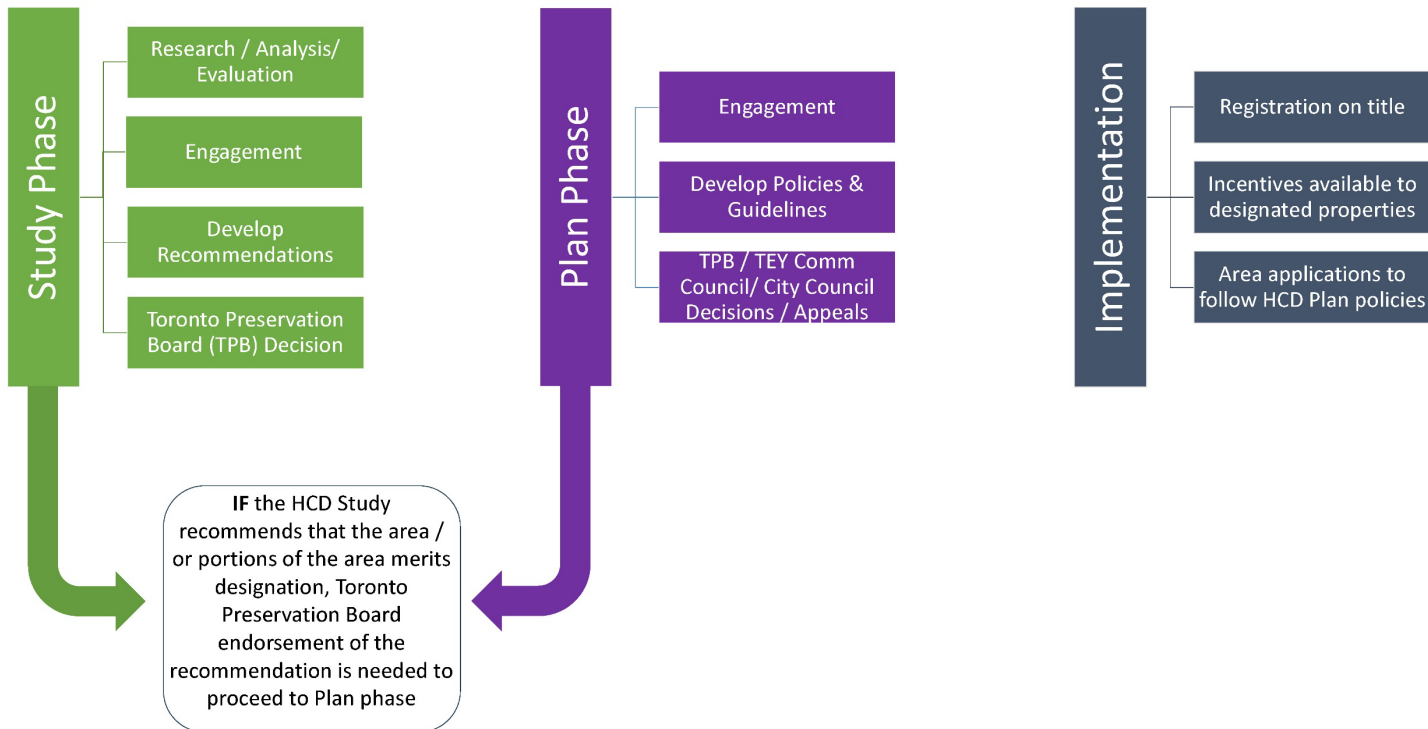 Study Phase
Research / Analysis/
Evaluation
Engagement
Develop
Recommendations
Toronto Preservation
Board (TPB) Decision
Plan Phase
Engagement
Develop Policies &
Guidelines
TPB / TEY Comm
Council/ City Council
Decisions / Appeals
Implementation
Registration on title
Incentives available to
designated properties
Area applications to
follow HCD Plan policies
IF the HCD Study
recommends that the area /
or portions of the area merits
designation, Toronto
Preservation Board
endorsement of the
recommendation is needed to
proceed to Plan phase